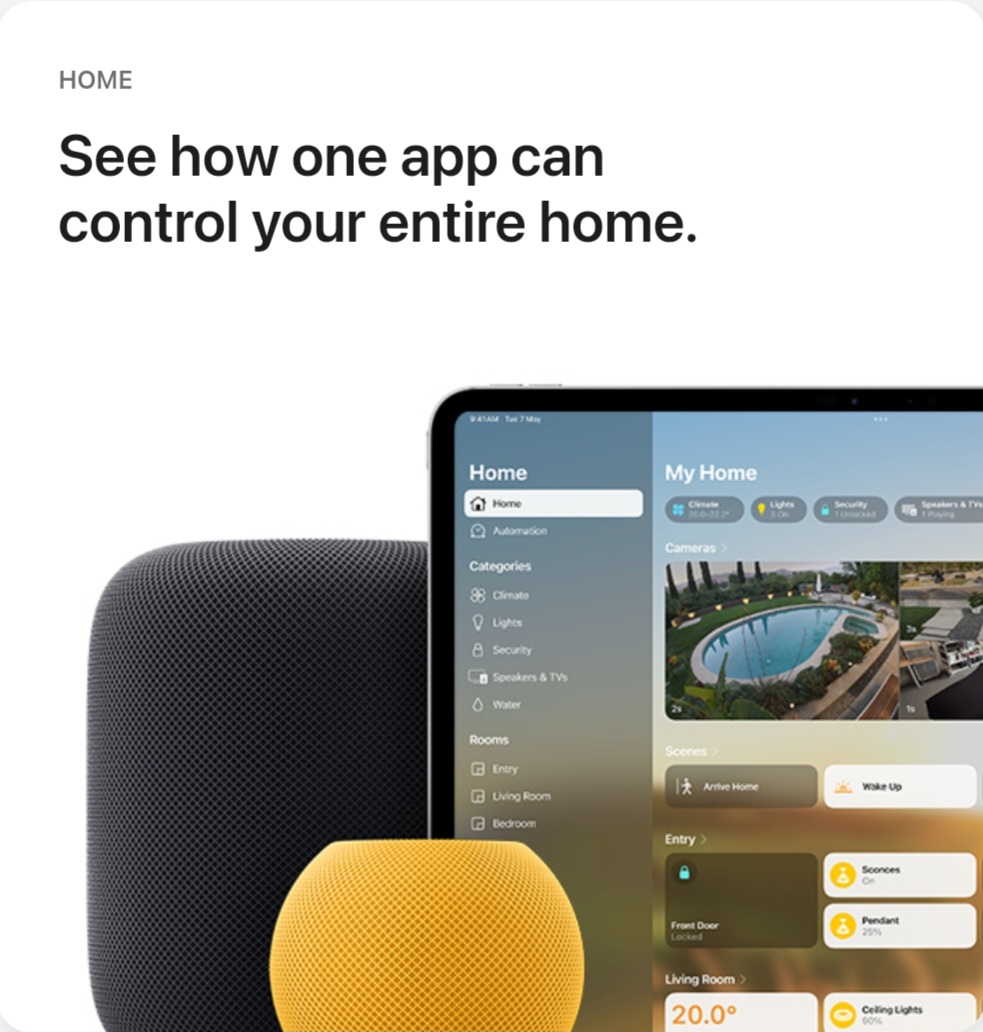 HOME
See how one app can
control your entire home.
9:41AM Tue 7 May
Home
Home
Automation
Categories
Climate
Lights
Security
Speakers & TVs
Water
Rooms
Entry
Living Room
Bedroom
My Home
Climate
20.0–22.2°
Lights
3 On
Security
1 Unlocked
Speakers & TVs
1 Playing
Cameras
2s
3s
1s
Scenes
Arrive Home
Wake Up
Entry
Front Door
Locked
Sconces
On
Pendant
25%
Living Room
20.0°
Ceiling Lights
90%